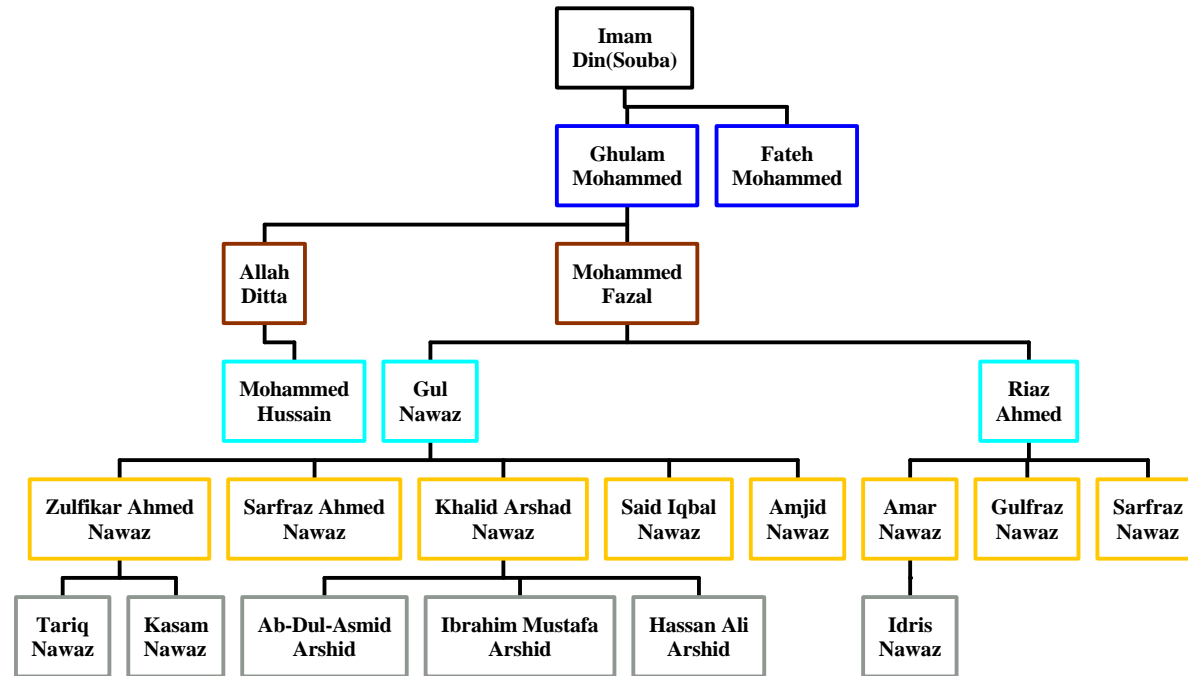 Imam
Din(Souba)
Ghulam
Mohammed
Fateh
Mohammed
Allah
Ditta
Mohammed
Fazal
Mohammed
Hussain
Gul
Nawaz
Riaz
Ahmed
Zulfikar Ahmed
Nawaz
Sarfraz Ahmed
Nawaz
Khalid Arshad
Nawaz
Said Iqbal
Nawaz
Amjid
Nawaz
Amar
Nawaz
Gulfraz
Nawaz
Sarfraz
Nawaz
Tariq
Nawaz
Kasam
Nawaz
Ab-Dul-Asmid
Arshid
Ibrahim Mustafa
Arshid
Hassan Ali
Arshid
Idris
Nawaz